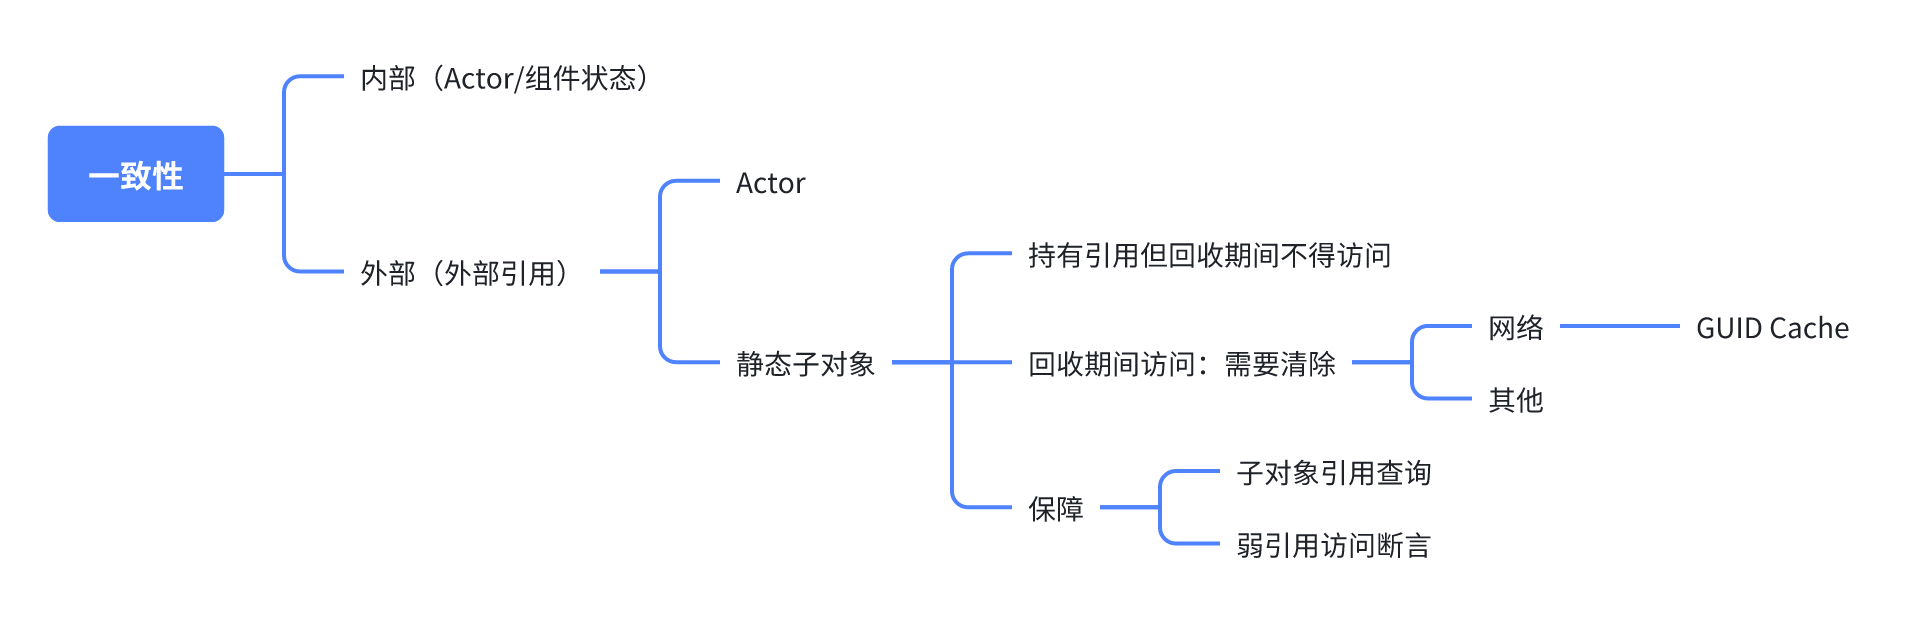 一致性
内部（Actor/组件状态）
外部（外部引用）
Actor
静态子对象
持有引用但回收期间不得访问
回收期间访问：需要清除
网络
GUID Cache
其他
保障
子对象引用查询
弱引用访问断言